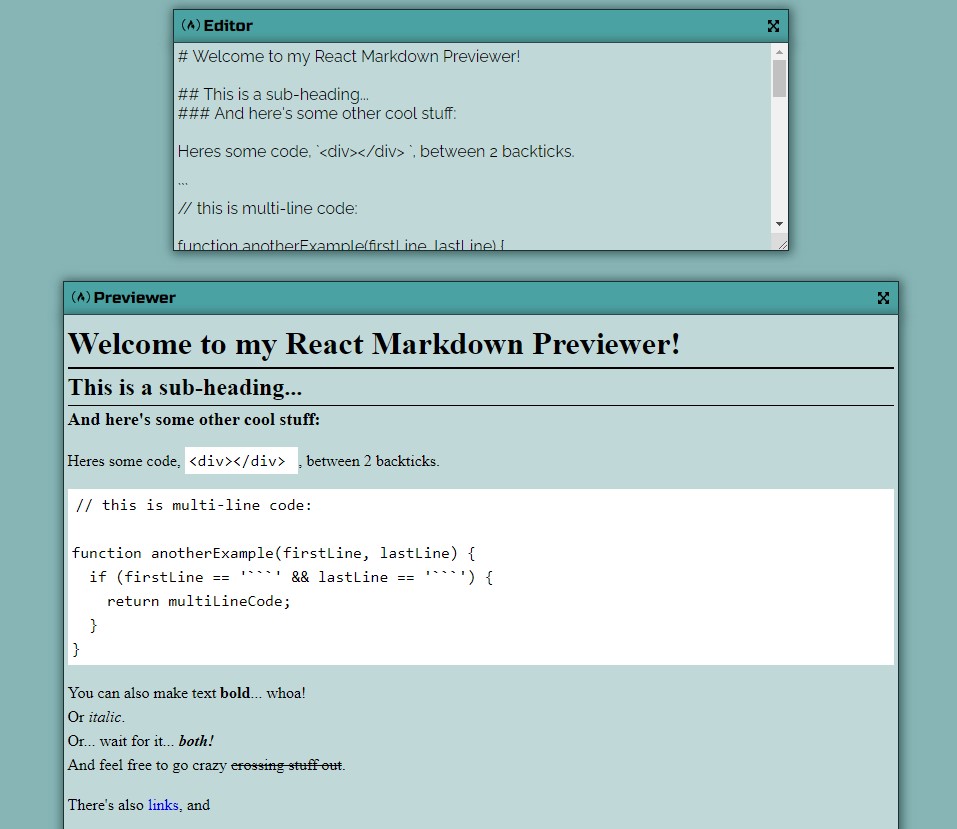 Editor
# Welcome to my React Markdown Previewer!
## This is a sub-heading...
### And here's some other cool stuff:
Heres some code, `<div></div> `, between 2 backticks.
```
// this is multi-line code:
function anotherExample(firstLine, lastLine) {
Previewer
Welcome to my React Markdown Previewer!
This is a sub-heading...
And here's some other cool stuff:
Heres some code, <div></div> , between 2 backticks.
// this is multi-line code:
function anotherExample(firstLine, lastLine) {
  if (firstLine == '```' && lastLine == '```') {
    return multiLineCode;
  }
}
You can also make text bold... whoa!
Or italic.
Or... wait for it... both!
And feel free to go crazy crossing stuff out.
There's also links, and